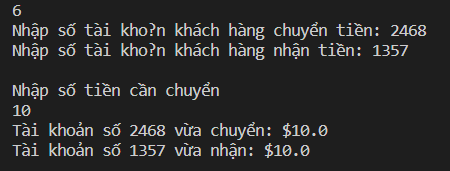 6
Nhập số tài kho?n khách hàng chuyển tiền: 2468
Nhập số tài kho?n khách hàng nhận tiền: 1357
Nhập số tiền cần chuyển
10
Tài khoản số 2468 vừa chuyển: $10.0
Tài khoản số 1357 vừa nhận: $10.0